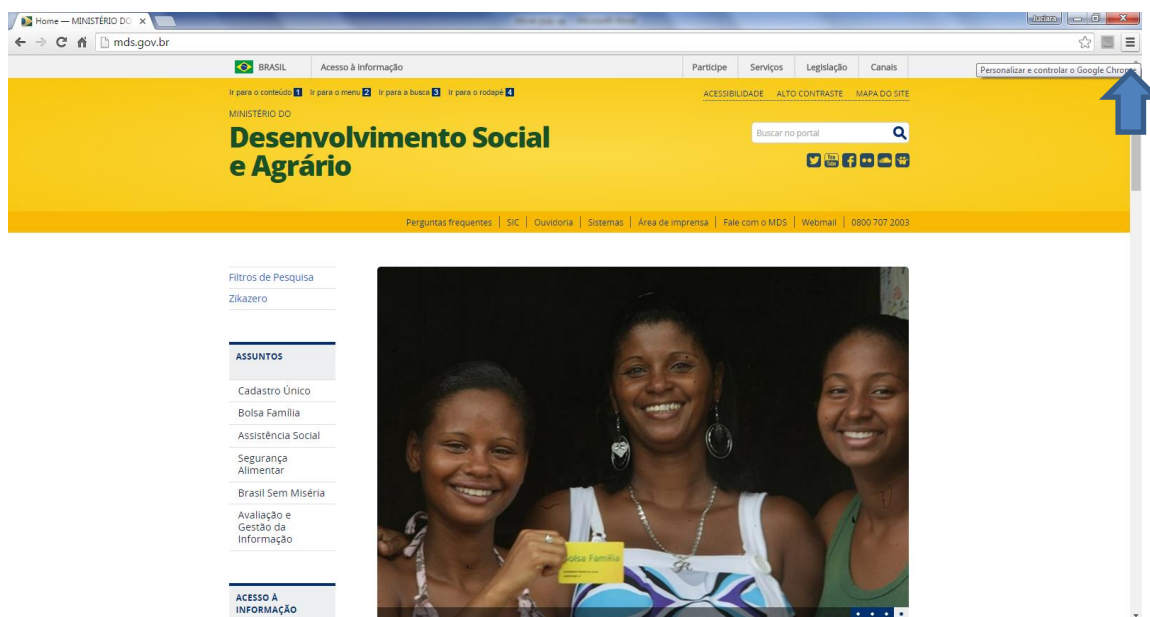 Home — MINISTÉRIO DO
Juciara
mds.gov.br
BRASIL Acesso à informação Participe Serviços Legislação Canais
Personalizar e controlar o Google Chrome
Ir para o conteúdo 1 Ir para o menu 2 Ir para a busca 3 Ir para o rodapé 4 ACESSIBILIDADE ALTO CONTRASTE MAPA DO SITE
MINISTÉRIO DO
Desenvolvimento Social
e Agrário
Buscar no portal
You Tube
Perguntas frequentes | SIC | Ouvidoria | Sistemas | Área de imprensa | Fale com o MDS | Webmail | 0800 707 2003
Filtros de Pesquisa
Zikazero
ASSUNTOS
Cadastro Único
Bolsa Família
Assistência Social
Segurança
Alimentar
Brasil Sem Miséria
Avaliação e
Gestão da
Informação
ACESSO À
INFORMAÇÃO
Bolsa Família